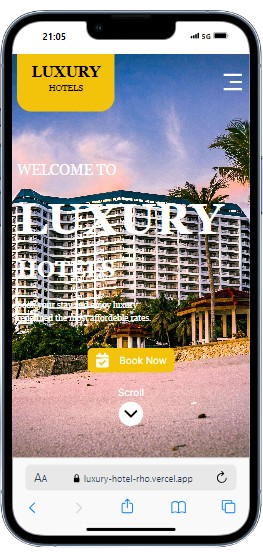 21:05
5G
LUXURY
HOTELS
WELCOME TO
LUXURY
HOTELS
Book your stay and enjoy luxury
redefined the most affordable rates.
Book Now
Scroll
AA luxury-hotel-rho.vercel.app